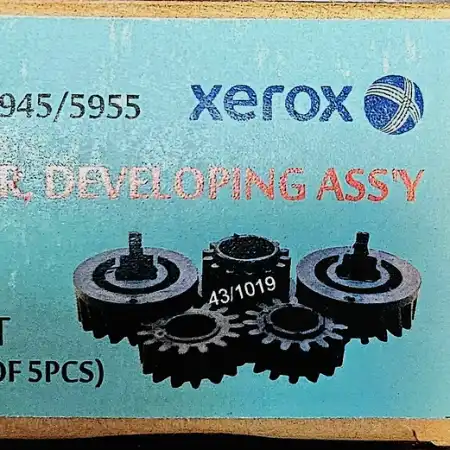 945/5955
xerox
R, DEVELOPING ASS'Y
43/1019
T
OF 5PCS)